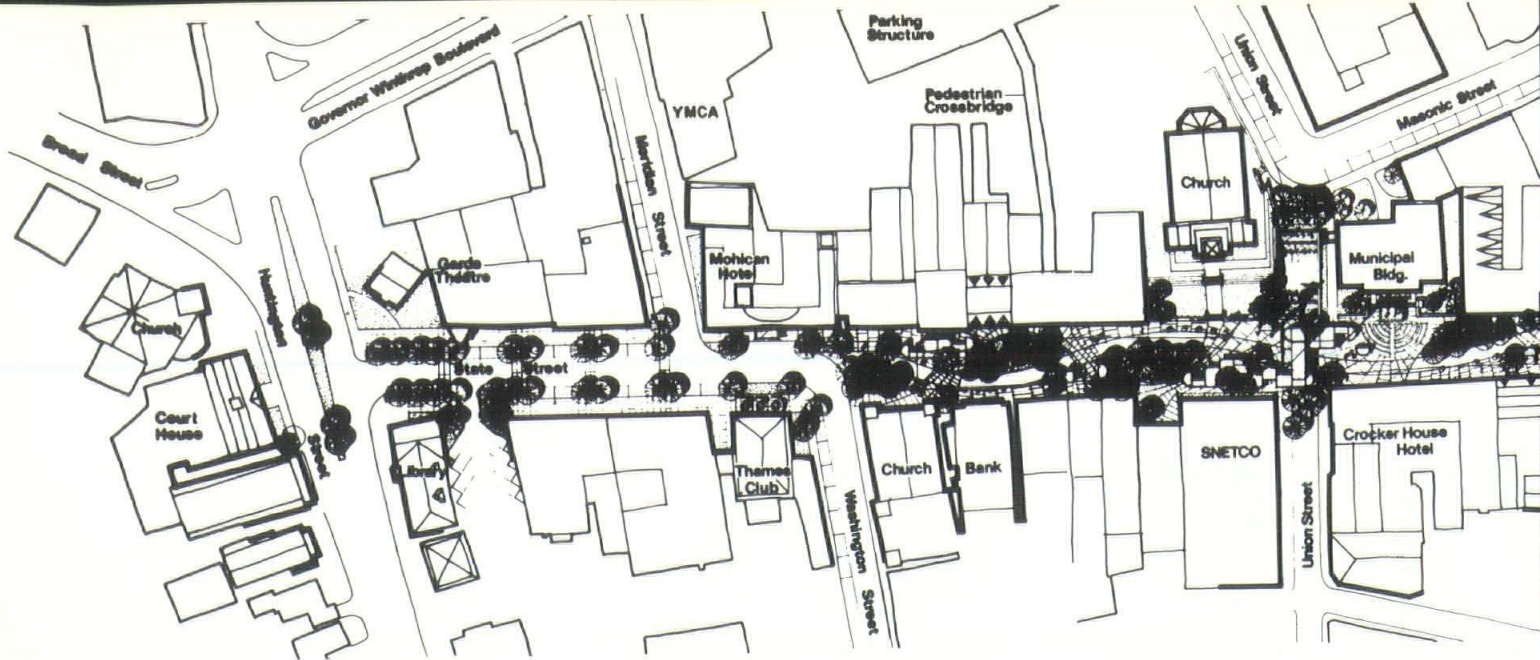 Parking
Structure
Union Street
Masonic Street
Governor Winthrop Boulevard
YMCA
Pedestrian
Crossbridge
Broad Street
Meridian Street
Church
Garde
Théâtre
Mohican
Hotel
Municipal
Bldg.
Huntington
Street
Church
State Street
Court
House
Library
Thames
Club
Church
Bank
SNETCO
Crocker House
Hotel
Washington Street
Union Street